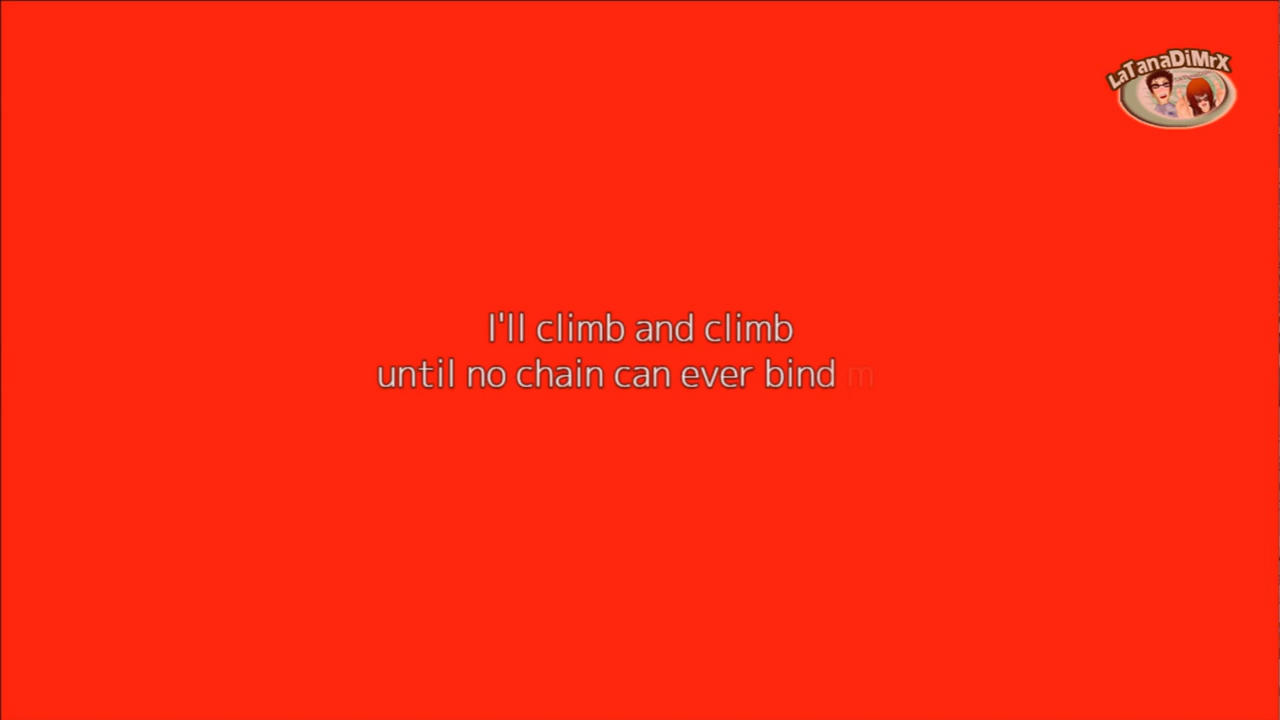 LaTanaDiMrX
I'll climb and climb
until no chain can ever bind m